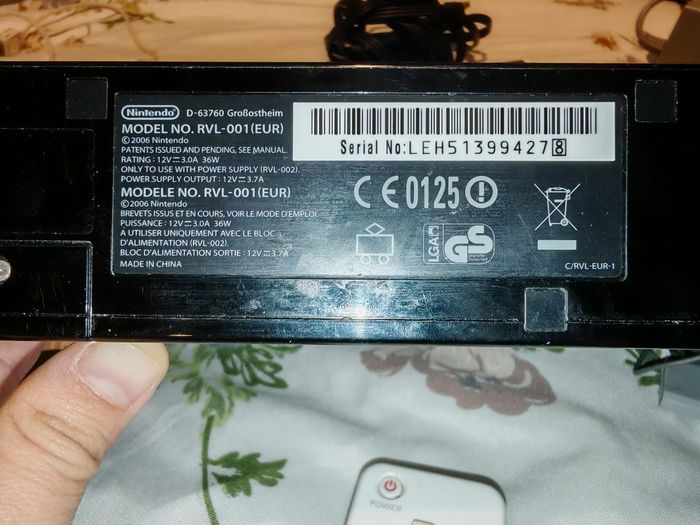 Nintendo D-63760 Großostheim
MODEL NO. RVL-001(EUR)
©2006 Nintendo
PATENTS ISSUED AND PENDING, SEE MANUAL.
RATING : 12V⎓3.0A 36W
ONLY TO USE WITH POWER SUPPLY (RVL-002).
POWER SUPPLY OUTPUT : 12V⎓3.7A
MODELE NO. RVL-001(EUR)
©2006 Nintendo
BREVETS ISSUS ET EN COURS, VOIR LE MODE D'EMPLOI
PUISSANCE : 12V⎓3.0A 36W
A UTILISER UNIQUEMENT AVEC LE BLOC
D'ALIMENTATION (RVL-002).
BLOC D'ALIMENTATION SORTIE : 12V⎓3.7A
MADE IN CHINA
Serial No:LEH513994278
CE0125
LGA
GS
C/RVL-EUR-1
POWER